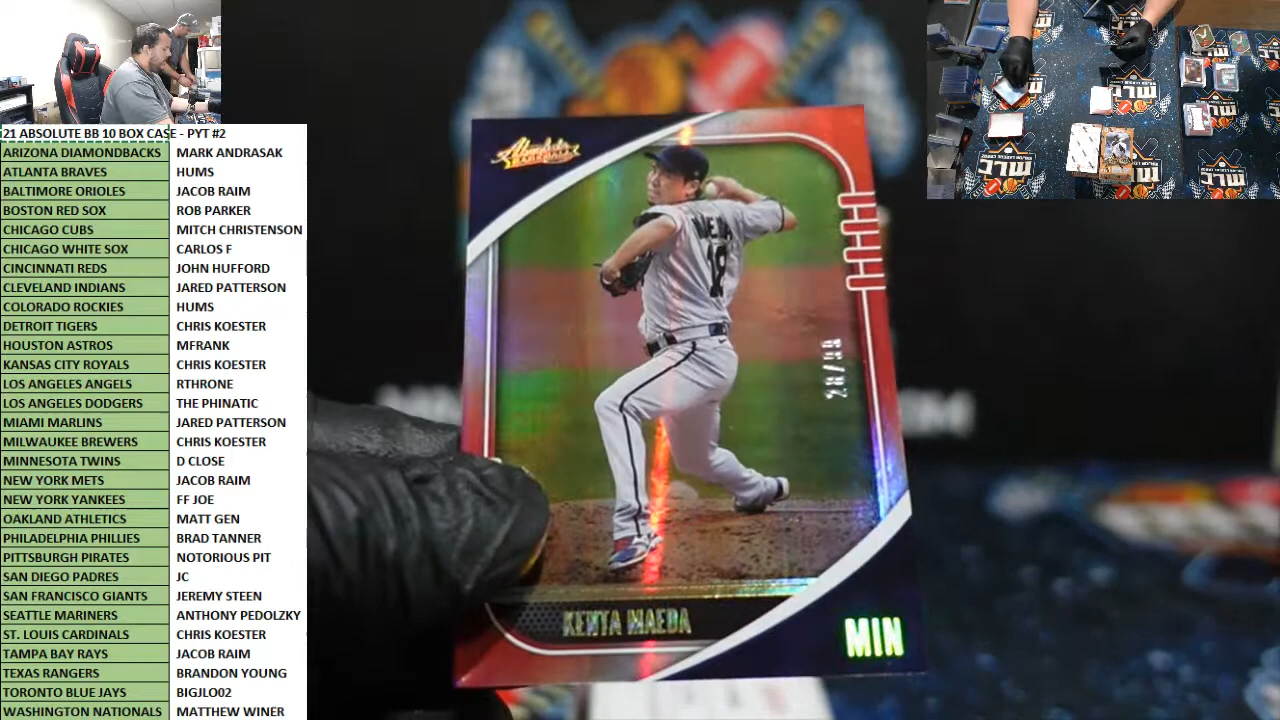 21 ABSOLUTE BB 10 BOX CASE - PYT #2
ARIZONA DIAMONDBACKS MARK ANDRASAK
ATLANTA BRAVES HUMS
BALTIMORE ORIOLES JACOB RAIM
BOSTON RED SOX ROB PARKER
CHICAGO CUBS MITCH CHRISTENSON
CHICAGO WHITE SOX CARLOS F
CINCINNATI REDS JOHN HUFFORD
CLEVELAND INDIANS JARED PATTERSON
COLORADO ROCKIES HUMS
DETROIT TIGERS CHRIS KOESTER
HOUSTON ASTROS MFRANK
KANSAS CITY ROYALS CHRIS KOESTER
LOS ANGELES ANGELS RTHRONE
LOS ANGELES DODGERS THE PHINATIC
MIAMI MARLINS JARED PATTERSON
MILWAUKEE BREWERS CHRIS KOESTER
MINNESOTA TWINS D CLOSE
NEW YORK METS JACOB RAIM
NEW YORK YANKEES FF JOE
OAKLAND ATHLETICS MATT GEN
PHILADELPHIA PHILLIES BRAD TANNER
PITTSBURGH PIRATES NOTORIOUS PIT
SAN DIEGO PADRES JC
SAN FRANCISCO GIANTS JEREMY STEEN
SEATTLE MARINERS ANTHONY PEDOLZKY
ST. LOUIS CARDINALS CHRIS KOESTER
TAMPA BAY RAYS JACOB RAIM
TEXAS RANGERS BRANDON YOUNG
TORONTO BLUE JAYS BIGJLO02
WASHINGTON NATIONALS MATTHEW WINER
Absolute
BASEBALL
MAEDA
18
28/99
KENTA MAEDA
MIN